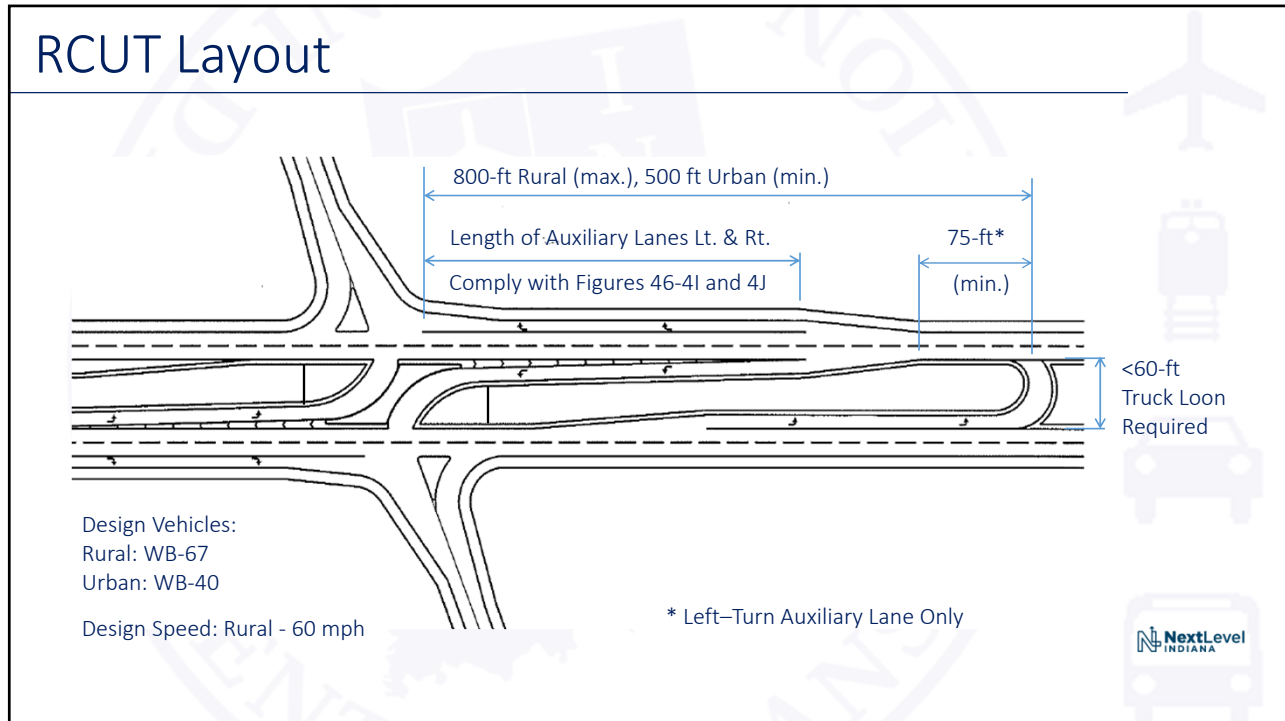 RCUT Layout
800-ft Rural (max.), 500 ft Urban (min.)
Length of Auxiliary Lanes Lt. & Rt.
Comply with Figures 46-4I and 4J
75-ft*
(min.)
<60-ft
Truck Loon
Required
Design Vehicles:
Rural: WB-67
Urban: WB-40
Design Speed: Rural - 60 mph
* Left–Turn Auxiliary Lane Only
NextLevel
INDIANA